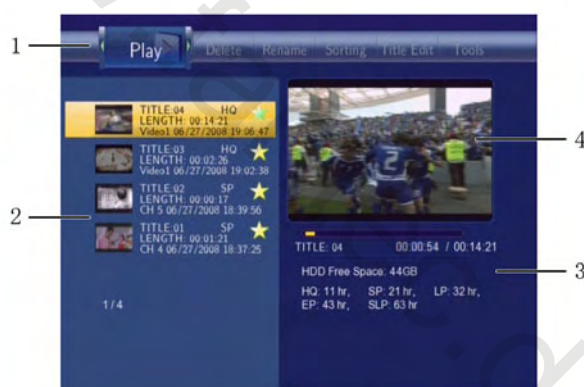 1
Play Delete Rename Sorting Title Edit Tools
TITLE:04 HQ
LENGTH: 00:14:21
Video1 06/27/2008 19:06:47
TITLE:03 HQ
LENGTH: 00:02:26
Video1 06/27/2008 19:02:38
TITLE:02 SP
LENGTH: 00:00:17
CH 5 06/27/2008 18:39:56
TITLE:01 SP
LENGTH: 00:01:21
CH 4 06/27/2008 18:37:25
2
1/4
4
2
TITLE: 04 00:00:54 / 00:14:21
HDD Free Space: 44GB
3
HQ: 11 hr, SP: 21 hr, LP: 32 hr,
EP: 43 hr, SLP: 63 hr